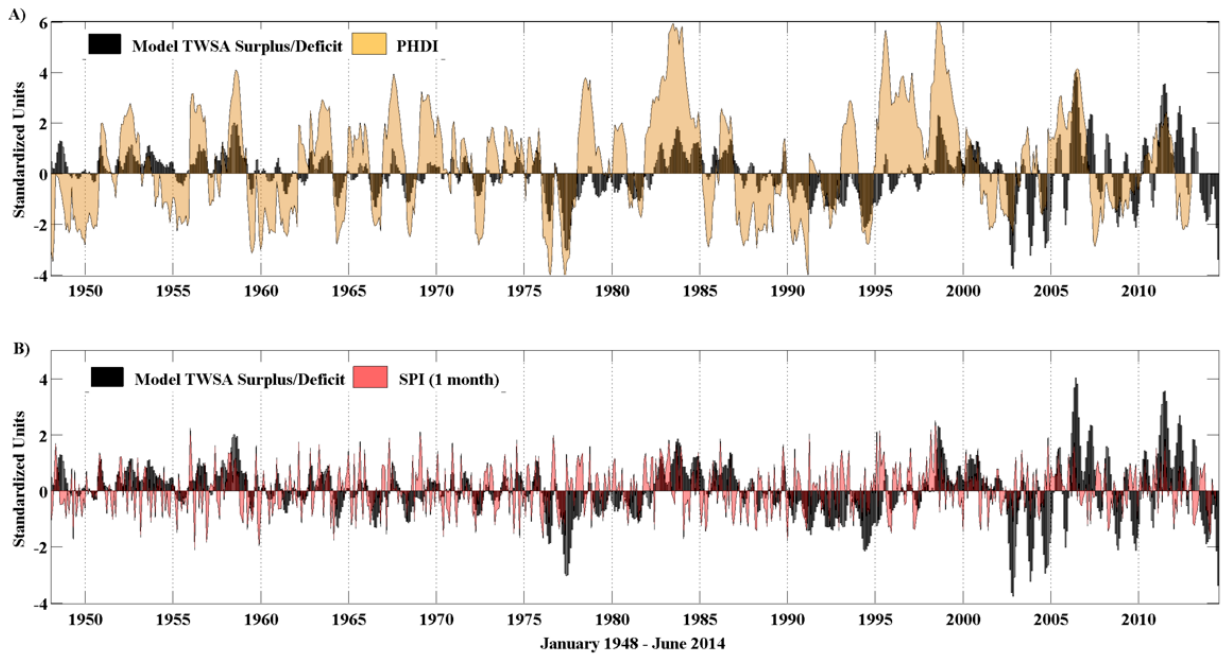 A)
Model TWSA Surplus/Deficit PHDI
Standardized Units
6
4
2
0
-2
-4
1950 1955 1960 1965 1970 1975 1980 1985 1990 1995 2000 2005 2010
B)
Model TWSA Surplus/Deficit SPI (1 month)
Standardized Units
4
2
0
-2
-4
1950 1955 1960 1965 1970 1975 1980 1985 1990 1995 2000 2005 2010
January 1948 - June 2014